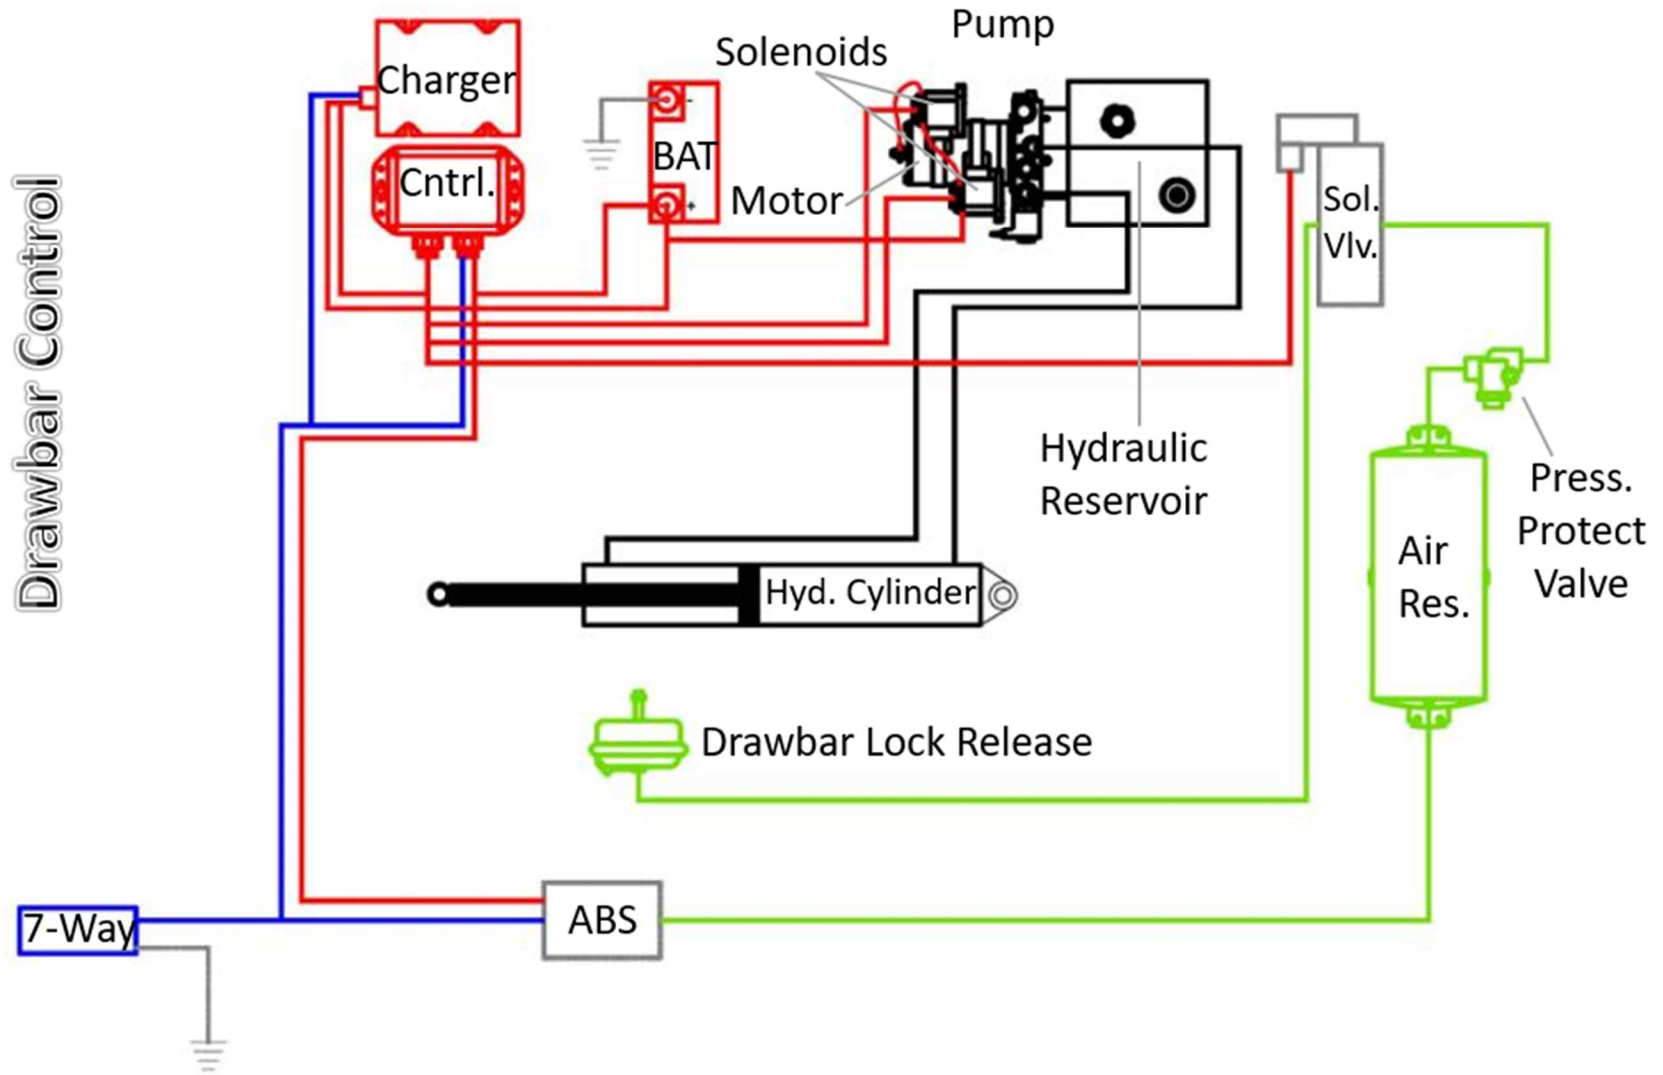 Drawbar Control
Charger
Cntrl.
BAT
-
+
Solenoids
Pump
Motor
Sol.
Vlv.
Hydraulic
Reservoir
Press.
Protect
Valve
Air
Res.
Hyd. Cylinder
Drawbar Lock Release
7-Way
ABS